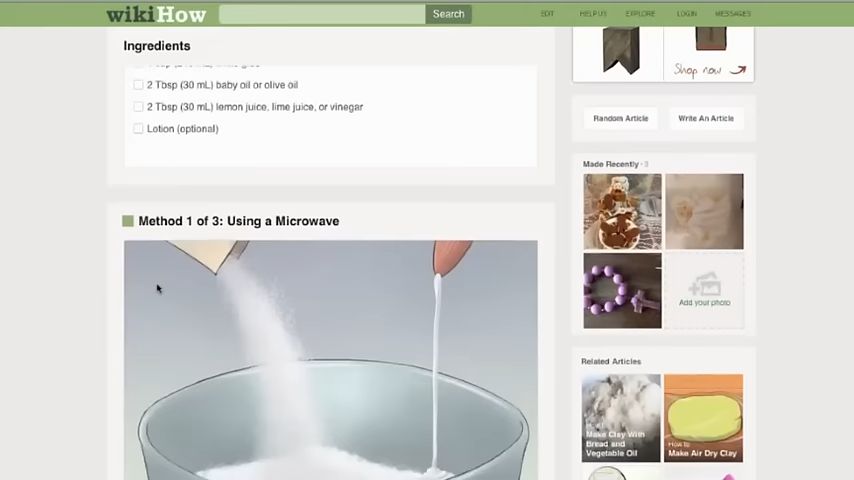 wikiHow
Search
EDIT
HELP US
EXPLORE
LOGIN
MESSAGES
Ingredients
2 Tbsp (30 mL) baby oil or olive oil
2 Tbsp (30 mL) lemon juice, lime juice, or vinegar
Lotion (optional)
Method 1 of 3: Using a Microwave
Shop now
Random Article
Write An Article
Made Recently · 3
Add your photo
Related Articles
How to
Make Clay With
Bread and
Vegetable Oil
How to
Make Air Dry Clay